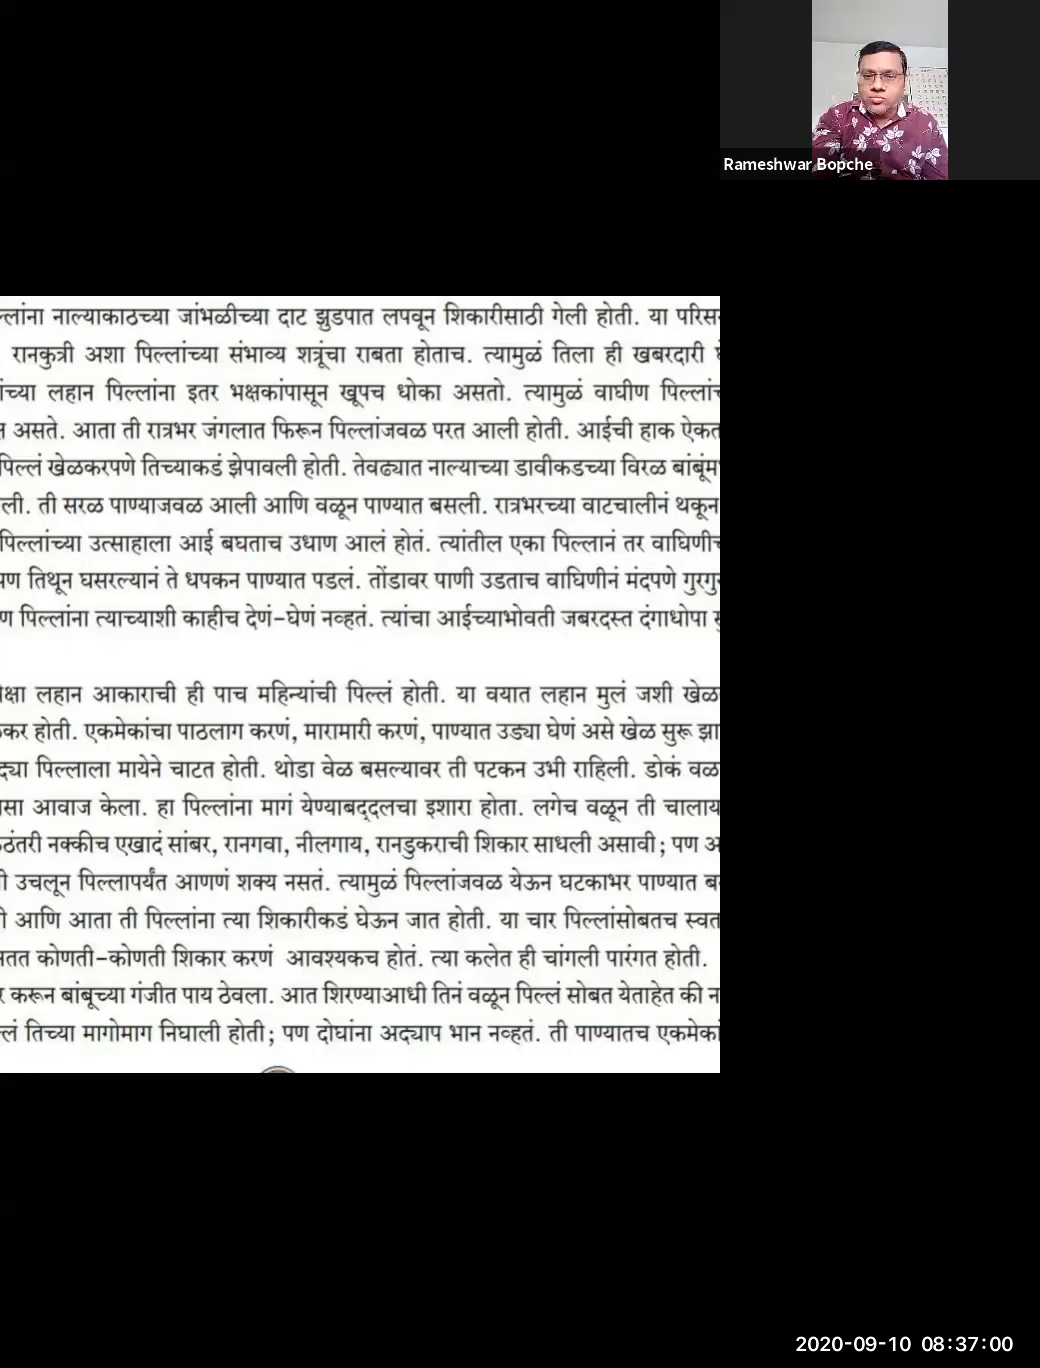 Rameshwar Bopche
ल्लांना नाल्याकाठच्या जांभळीच्या दाट झुडपात लपवून शिकारीसाठी गेली होती. या
रानकुत्री अशा पिल्लांच्या संभाव्य शत्रूंचा राबता होताच. त्यामुळं तिला ही खबरदारी
च्या लहान पिल्लांना इतर भक्षकांपासून खूपच धोका असतो. त्यामुळं वाघीण
असते. आता ती रात्रभर जंगलात फिरून पिल्लांजवळ परत आली होती. आईची हाक
पिल्लं खेळकरपणे तिच्याकडं झेपावली होती. तेवढ्यात नाल्याच्या डावीकडच्या विरळ
ली. ती सरळ पाण्याजवळ आली आणि वळून पाण्यात बसली. रात्रभरच्या वाटचालीनं थकून
पिल्लांच्या उत्साहाला आई बघताच उधाण आलं होतं. त्यांतील एका पिल्लानं तर
तिथून घसरल्यानं ते धपकन पाण्यात पडलं. तोंडावर पाणी उडताच वाघिणीनं मंदपणे
ण पिल्लांना त्याच्याशी काहीच देणं-घेणं नव्हतं. त्यांचा आईच्याभोवती जबरदस्त दंगाधोपा
क्षा लहान आकाराची ही पाच महिन्यांची पिल्लं होती. या वयात लहान मुलं जशी
कर होती. एकमेकांचा पाठलाग करणं, मारामारी करणं, पाण्यात उड्या घेणं असे खेळ सुरू झा
द्या पिल्लाला मायेने चाटत होती. थोडा वेळ बसल्यावर ती पटकन उभी राहिली. डोकं
सा आवाज केला. हा पिल्लांना मागं येण्याबद्दलचा इशारा होता. लगेच वळून ती
ठंतरी नक्कीच एखादं सांबर, रानगवा, नीलगाय, रानडुकराची शिकार साधली असावी; पण
उचलून पिल्लापर्यंत आणणं शक्य नसतं. त्यामुळं पिल्लांजवळ येऊन घटकाभर पाण्यात
आणि आता ती पिल्लांना त्या शिकारीकडं घेऊन जात होती. या चार पिल्लांसोबतच
तत कोणती-कोणती शिकार करणं आवश्यकच होतं. त्या कलेत ही चांगली पारंगत होती.
करून बांबूच्या गंजीत पाय ठेवला. आत शिरण्याआधी तिनं वळून पिल्लं सोबत येताहेत की
लं तिच्या मागोमाग निघाली होती; पण दोघांना अद्याप भान नव्हतं. ती पाण्यातच
2020-09-10 08:37:00